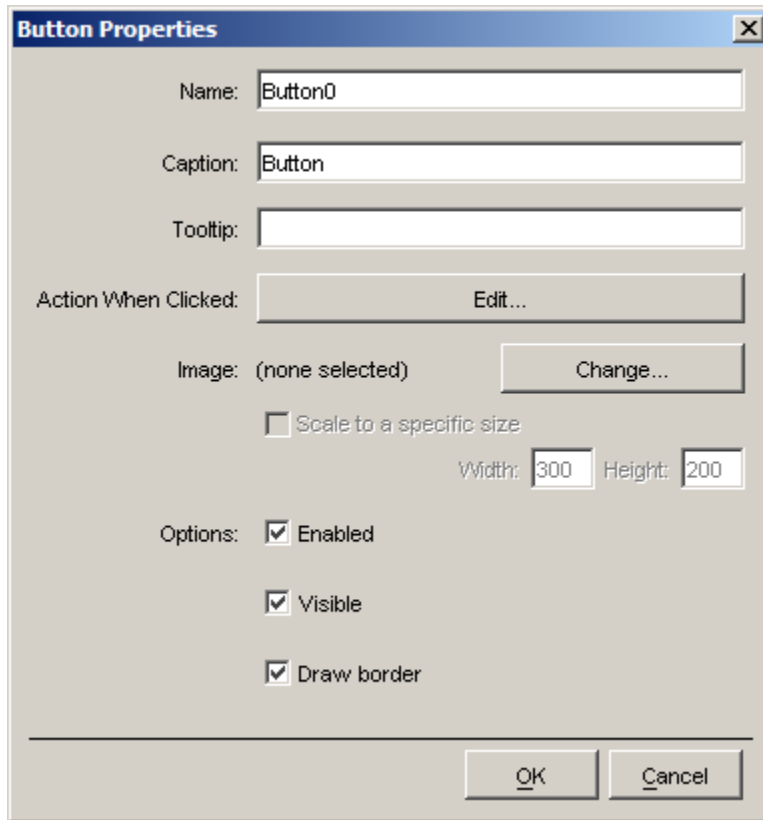 Button Properties
Name: Button0
Caption: Button
Tooltip:
Action When Clicked: Edit...
Image: (none selected) Change...
Scale to a specific size
Width: 300 Height: 200
Options: Enabled
Visible
Draw border
OK Cancel